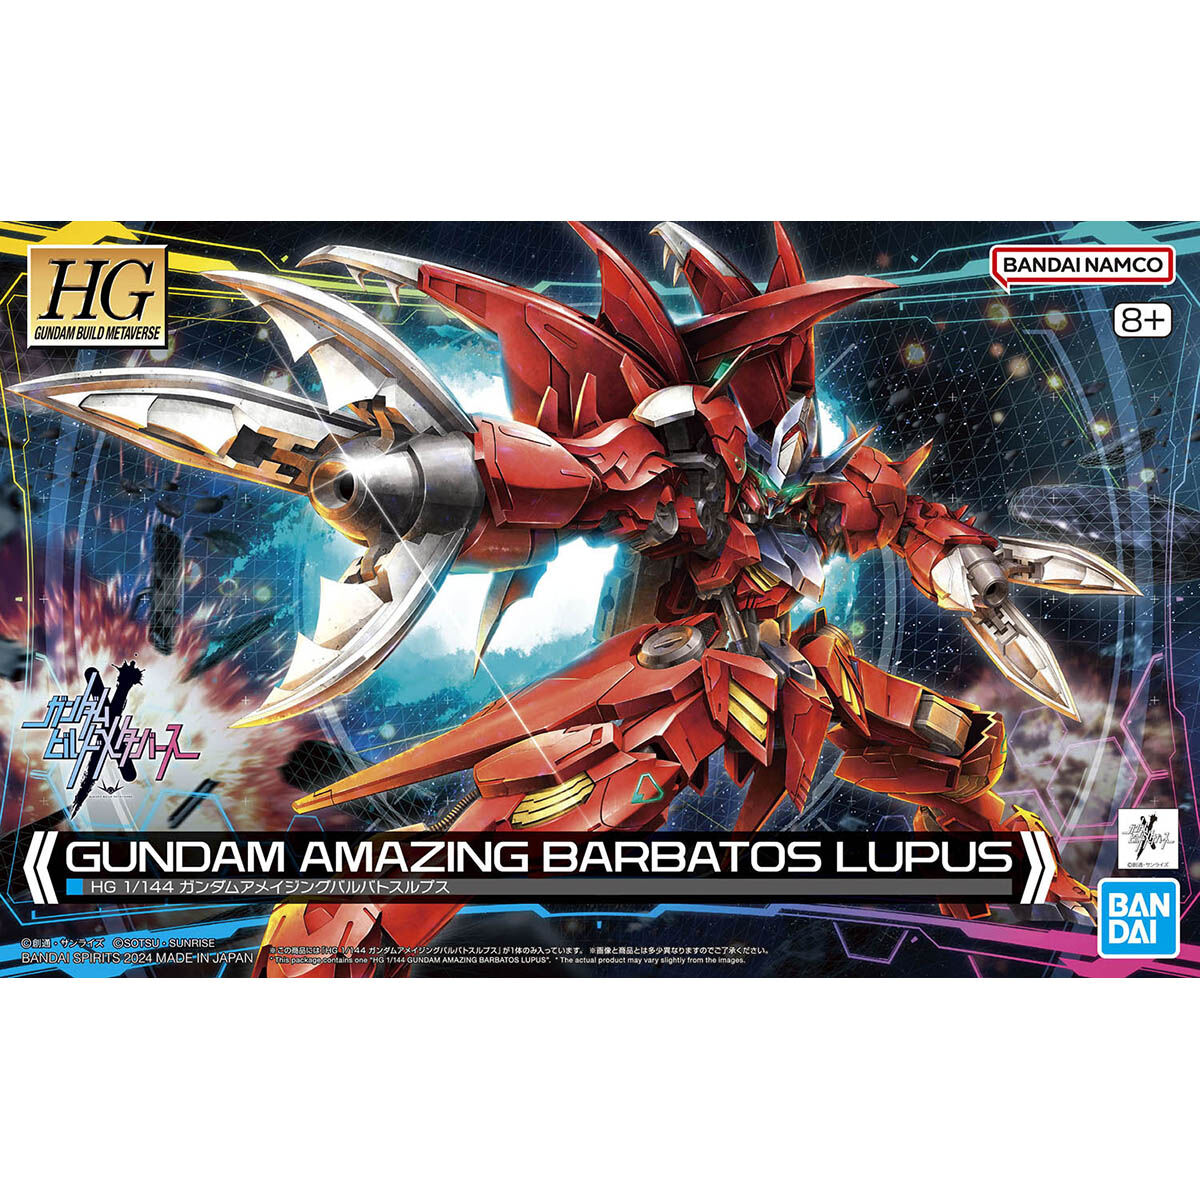 HG
GUNDAM BUILD METAVERSE
BANDAI NAMCO
8+
ガンダム
ビルドメタバース
GUNDAM AMAZING BARBATOS LUPUS
HG 1/144 ガンダムアメイジングバルバトスルプス
©創通・サンライズ
BAN
DAI
©創通・サンライズ ©SOTSU・SUNRISE
BANDAI SPIRITS 2024 MADE IN JAPAN
※この商品には「HG 1/144 ガンダムアメイジングバルバトスルプス」が1体のみ入っています。 ※画像と商品とは多少異なりますのでご了承ください。
* This package contains one "HG 1/144 GUNDAM AMAZING BARBATOS LUPUS". * The actual product may vary slightly from the images.